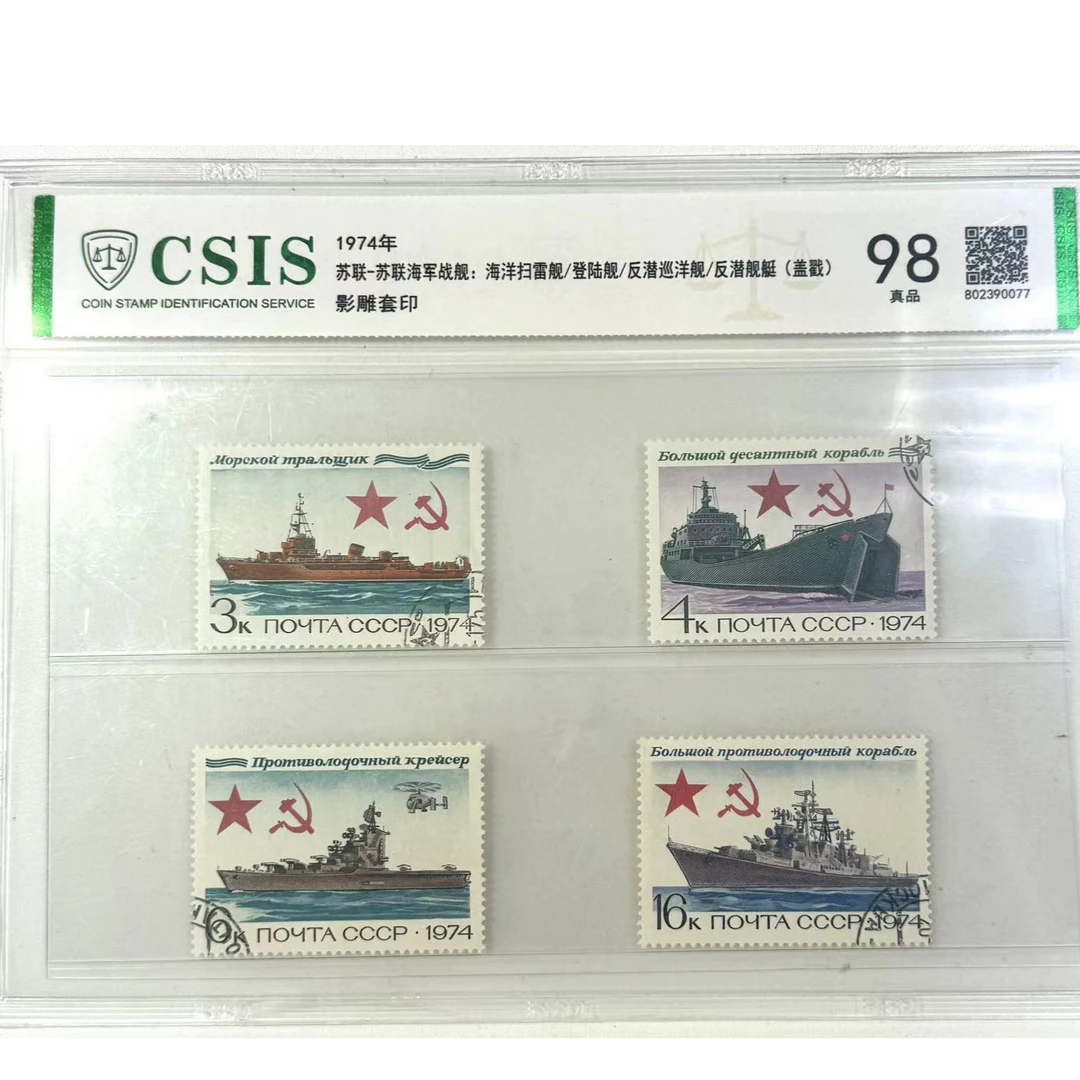 CSIS
COIN STAMP IDENTIFICATION SERVICE
1974年
苏联-苏联海军战舰：海洋扫雷舰/登陆舰/反潜巡洋舰/反潜舰艇（盖戳）
影雕套印
98
真品
802390077
Морской тральщик
3к ПОЧТА СССР·1974
Большой десантный корабль
4к ПОЧТА СССР·1974
Противолодочный крейсер
к ПОЧТА СССР·1974
Большой противолодочный корабль
16к ПОЧТА СССР·1974